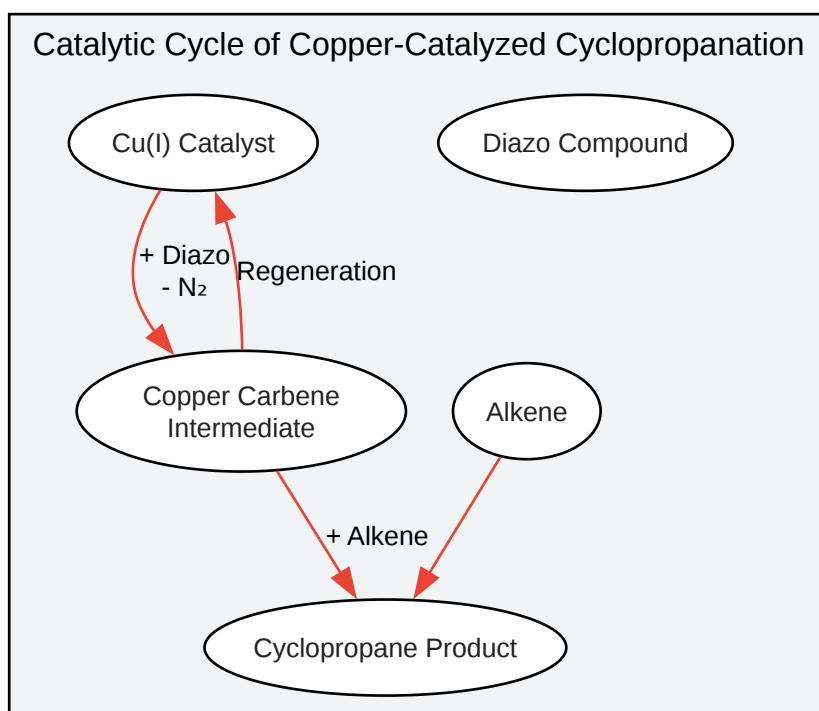 Catalytic Cycle of Copper-Catalyzed Cyclopropanation
Cu(I) Catalyst
Diazo Compound
+ Diazo
- N₂
Regeneration
Copper Carbene
Intermediate
Alkene
+ Alkene
Cyclopropane Product